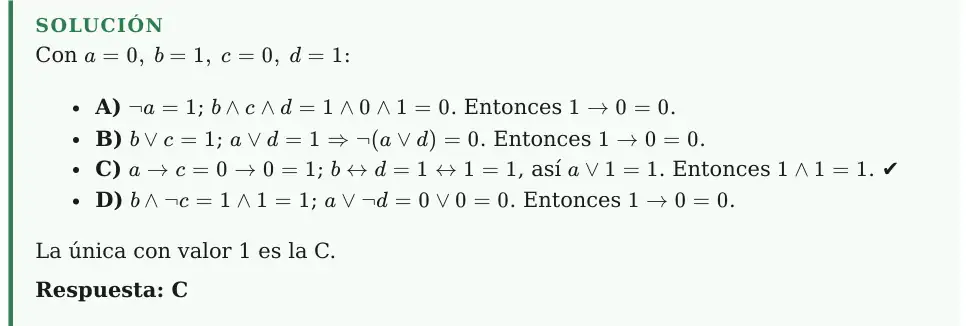 SOLUCIÓN
Con a = 0, b = 1, c = 0, d = 1:
• A) ¬a = 1; b ∧ c ∧ d = 1 ∧ 0 ∧ 1 = 0. Entonces 1 → 0 = 0.
• B) b ∨ c = 1; a ∨ d = 1 ⇒ ¬(a ∨ d) = 0. Entonces 1 → 0 = 0.
• C) a → c = 0 → 0 = 1; b ↔ d = 1 ↔ 1 = 1, así a ∨ 1 = 1. Entonces 1 ∧ 1 = 1. ✔
• D) b ∧ ¬c = 1 ∧ 1 = 1; a ∨ ¬d = 0 ∨ 0 = 0. Entonces 1 → 0 = 0.
La única con valor 1 es la C.
Respuesta: C